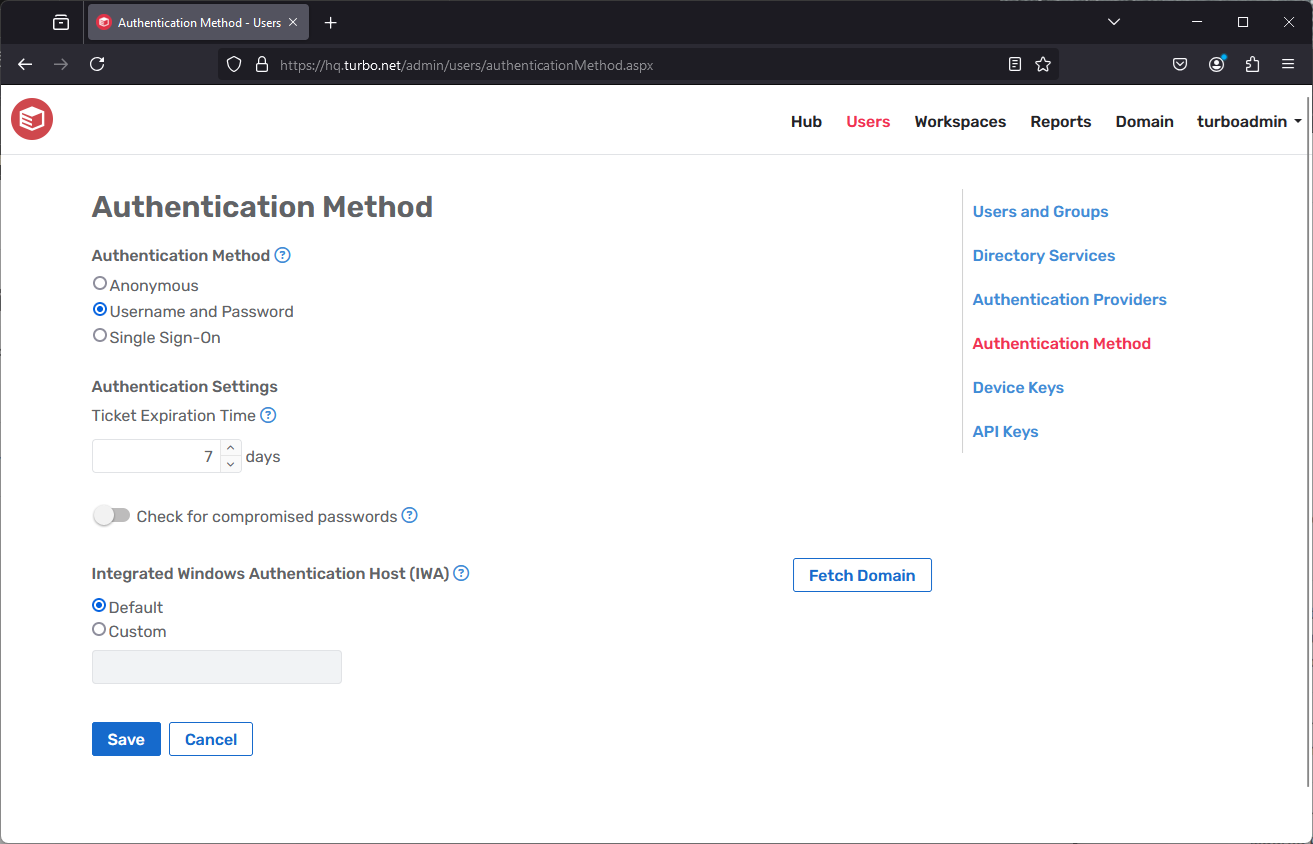 Authentication Method - Users
https://hq.turbo.net/admin/users/authenticationMethod.aspx
Hub Users Workspaces Reports Domain turboadmin
Authentication Method
Authentication Method ?
Anonymous
Username and Password
Single Sign-On
Authentication Settings
Ticket Expiration Time ?
7 days
Check for compromised passwords ?
Integrated Windows Authentication Host (IWA) ?
Fetch Domain
Default
Custom
Save Cancel
Users and Groups
Directory Services
Authentication Providers
Authentication Method
Device Keys
API Keys